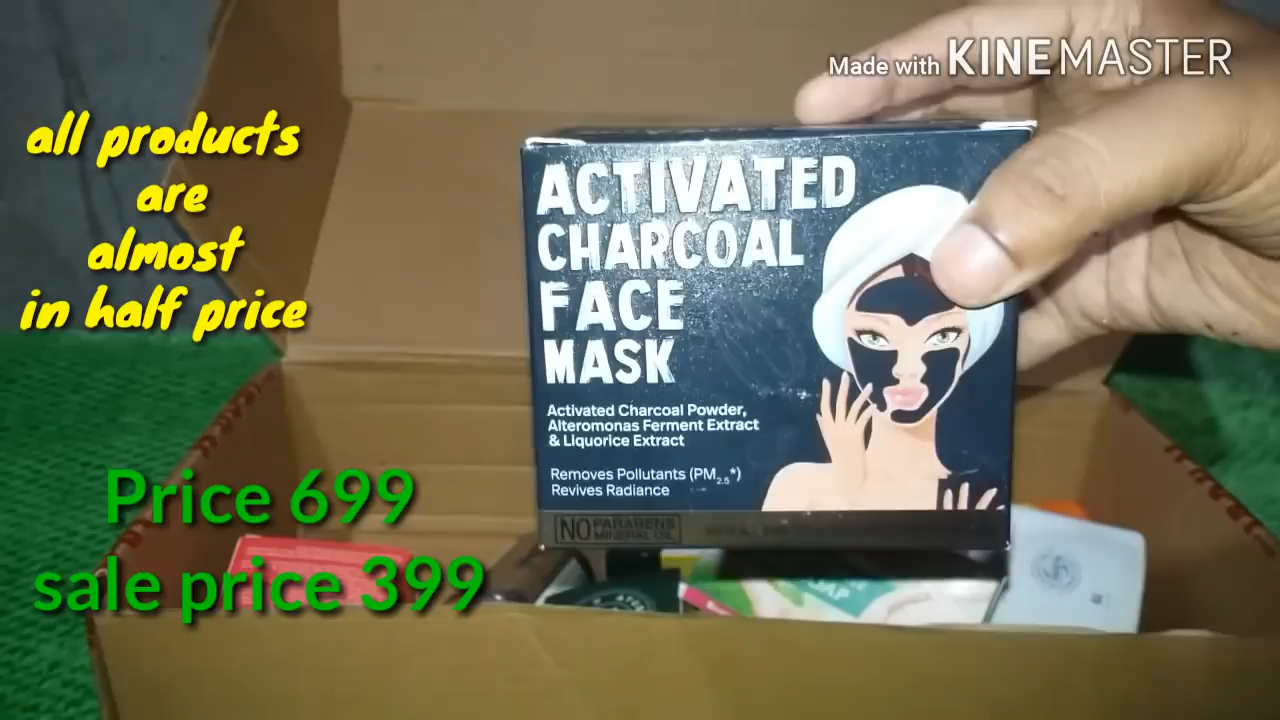 Made with KINEMASTER
all products
are
almost
in half price
ACTIVATED
CHARCOAL
FACE
MASK
Activated Charcoal Powder,
Alteromonas Ferment Extract
& Liquorice Extract
Removes Pollutants (PM2.5*)
Revives Radiance
NO PARABENS
MINERAL OIL
Price 699
sale price 399